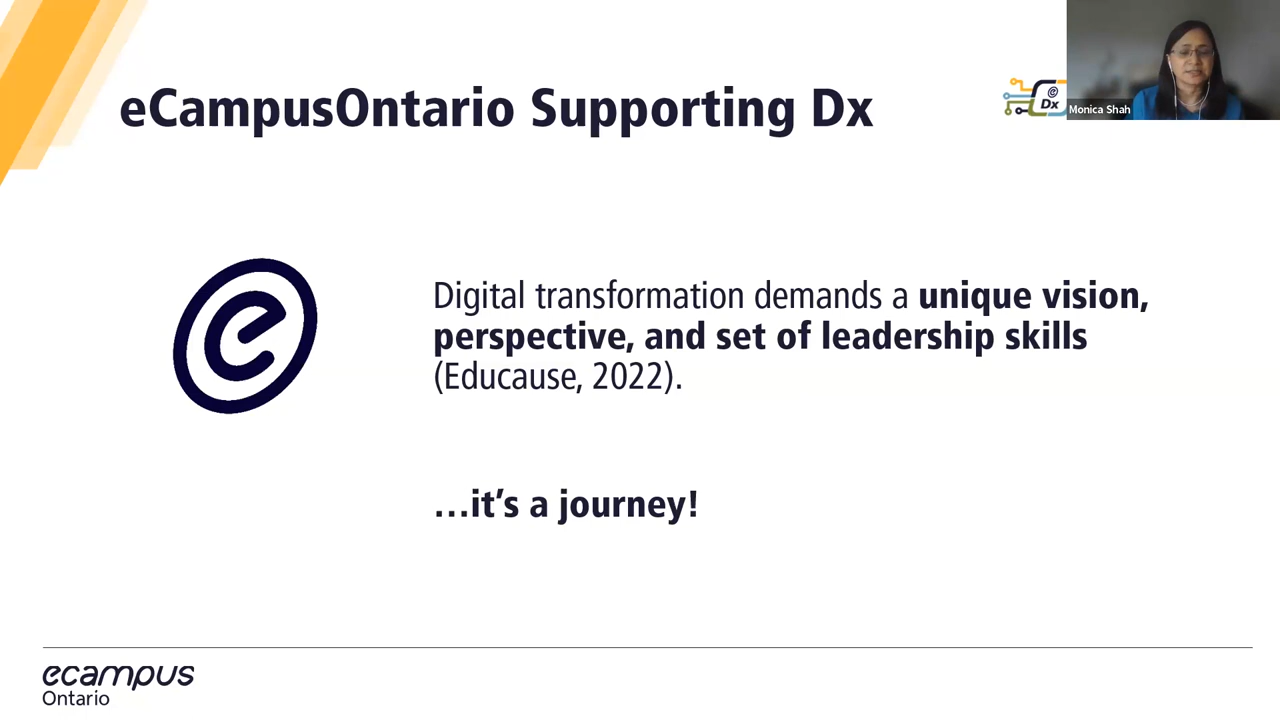 eCampusOntario Supporting Dx
e
Dx
Monica Shah
e
Digital transformation demands a unique vision,
perspective, and set of leadership skills
(Educause, 2022).
…it’s a journey!
ecampus
Ontario